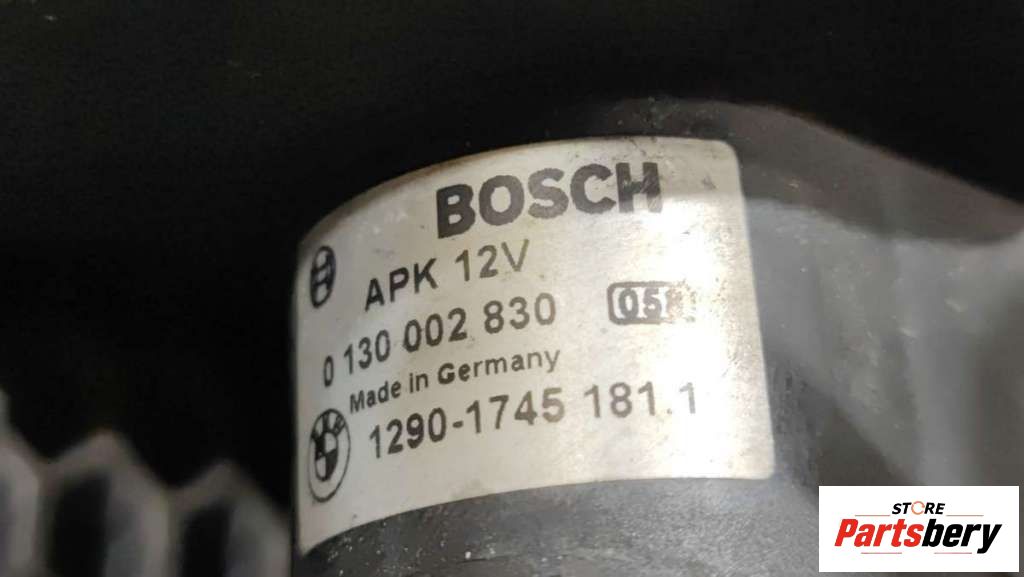 BOSCH
APK 12V
0 130 002 830
Made in Germany
1290-1745 181.1
STORE
Partsbery